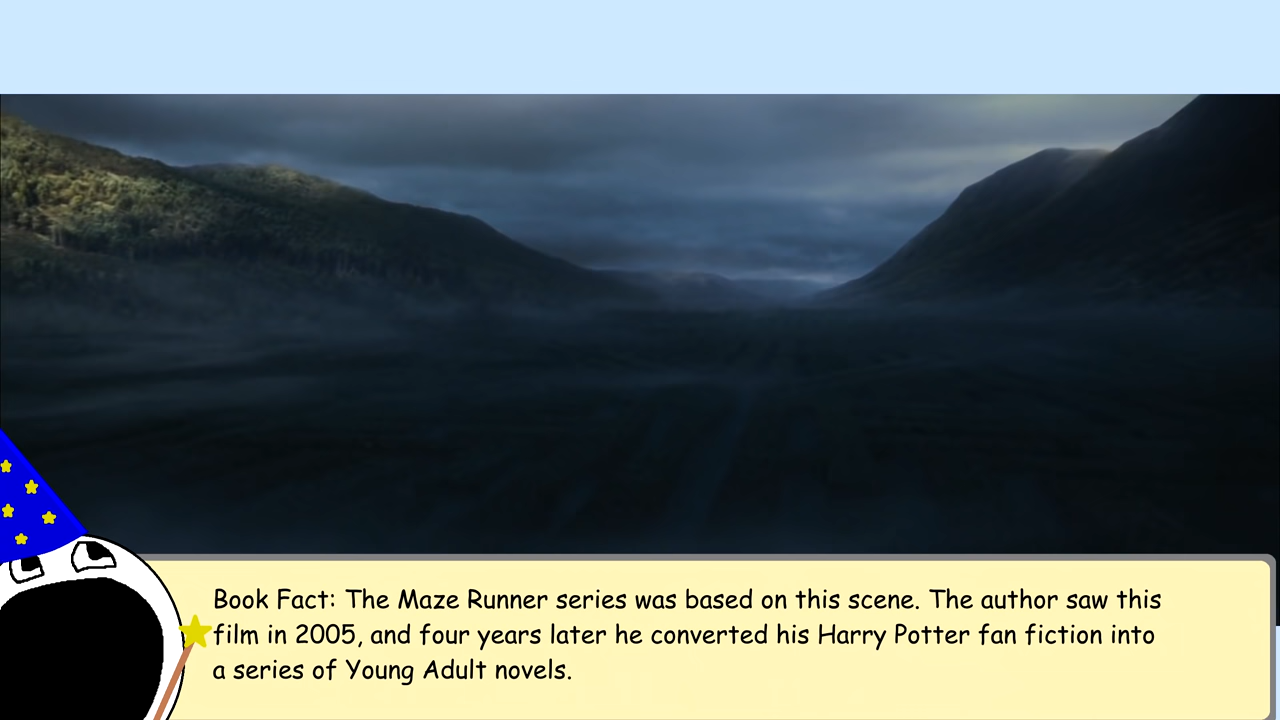 Book Fact: The Maze Runner series was based on this scene. The author saw this
film in 2005, and four years later he converted his Harry Potter fan fiction into
a series of Young Adult novels.